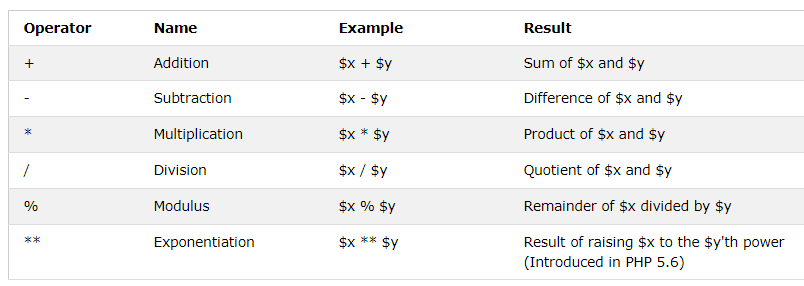 Operator Name Example Result
+ Addition $x + $y Sum of $x and $y
- Subtraction $x - $y Difference of $x and $y
* Multiplication $x * $y Product of $x and $y
/ Division $x / $y Quotient of $x and $y
% Modulus $x % $y Remainder of $x divided by $y
** Exponentiation $x ** $y Result of raising $x to the $y'th power
(Introduced in PHP 5.6)